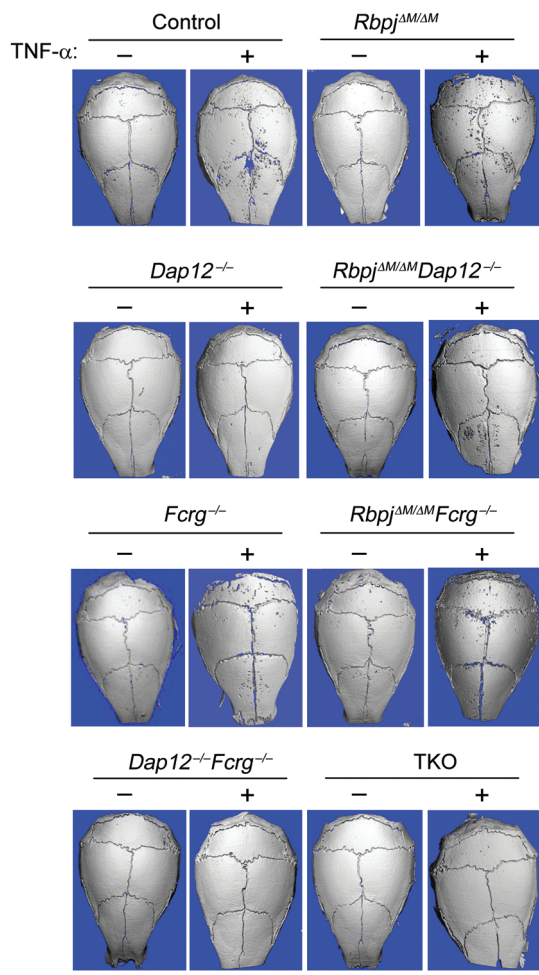 Control Rbpj^ΔM/ΔM
TNF-α: − + − +
Dap12^−/− Rbpj^ΔM/ΔM Dap12^−/−
− + − +
Fcrg^−/− Rbpj^ΔM/ΔM Fcrg^−/−
− + − +
Dap12^−/− Fcrg^−/− TKO
− + − +